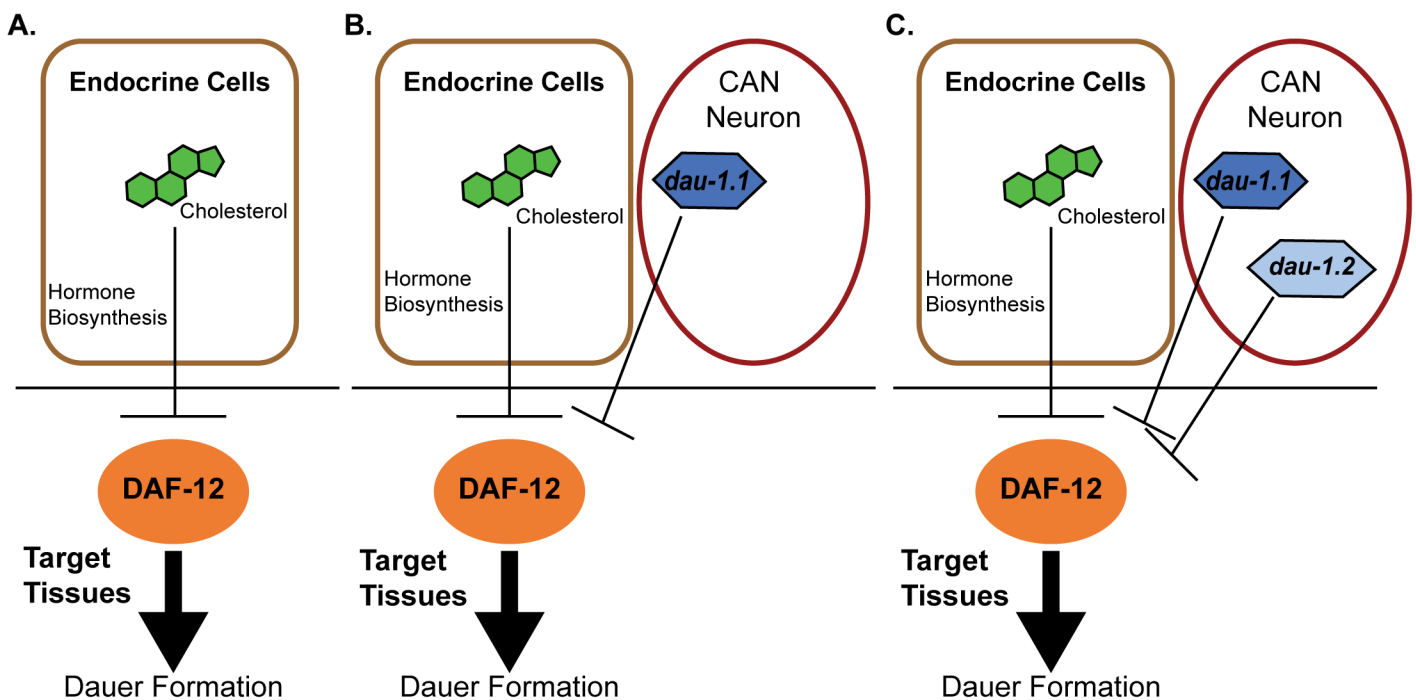 A.
Endocrine Cells
Cholesterol
Hormone
Biosynthesis
DAF-12
Target
Tissues
Dauer Formation
B.
Endocrine Cells
CAN
Neuron
dau-1.1
Cholesterol
Hormone
Biosynthesis
DAF-12
Target
Tissues
Dauer Formation
C.
Endocrine Cells
CAN
Neuron
dau-1.1
Cholesterol
dau-1.2
Hormone
Biosynthesis
DAF-12
Target
Tissues
Dauer Formation